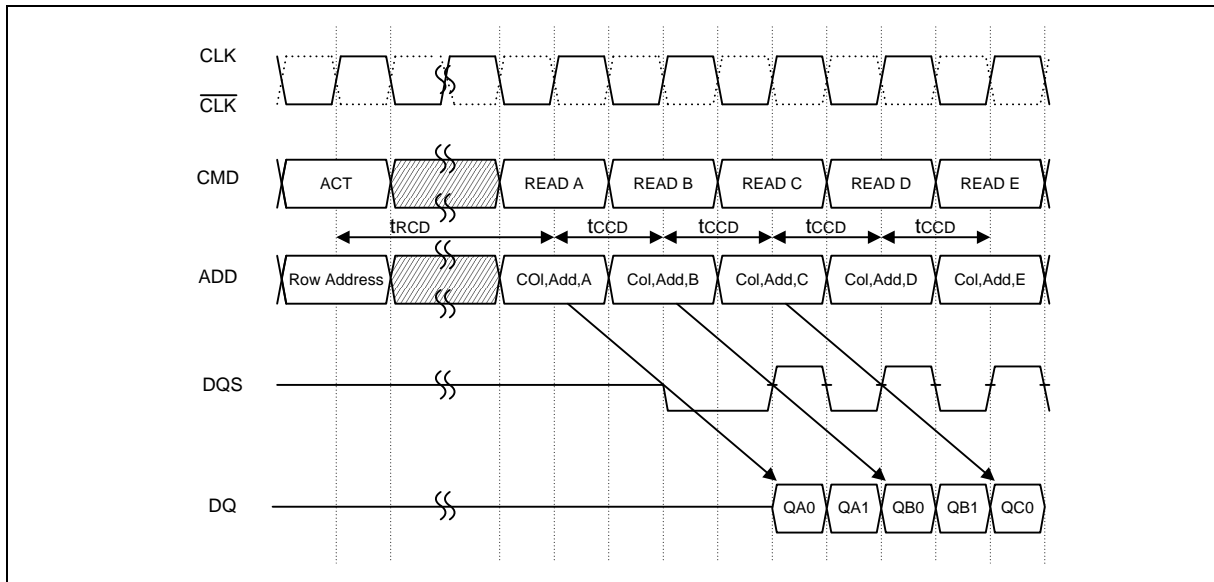 CLK
CLK
CMD
ACT
READ A
READ B
READ C
READ D
READ E
tRCD
tCCD
tCCD
tCCD
tCCD
ADD
Row Address
COl,Add,A
Col,Add,B
Col,Add,C
Col,Add,D
Col,Add,E
DQS
DQ
QA0
QA1
QB0
QB1
QC0